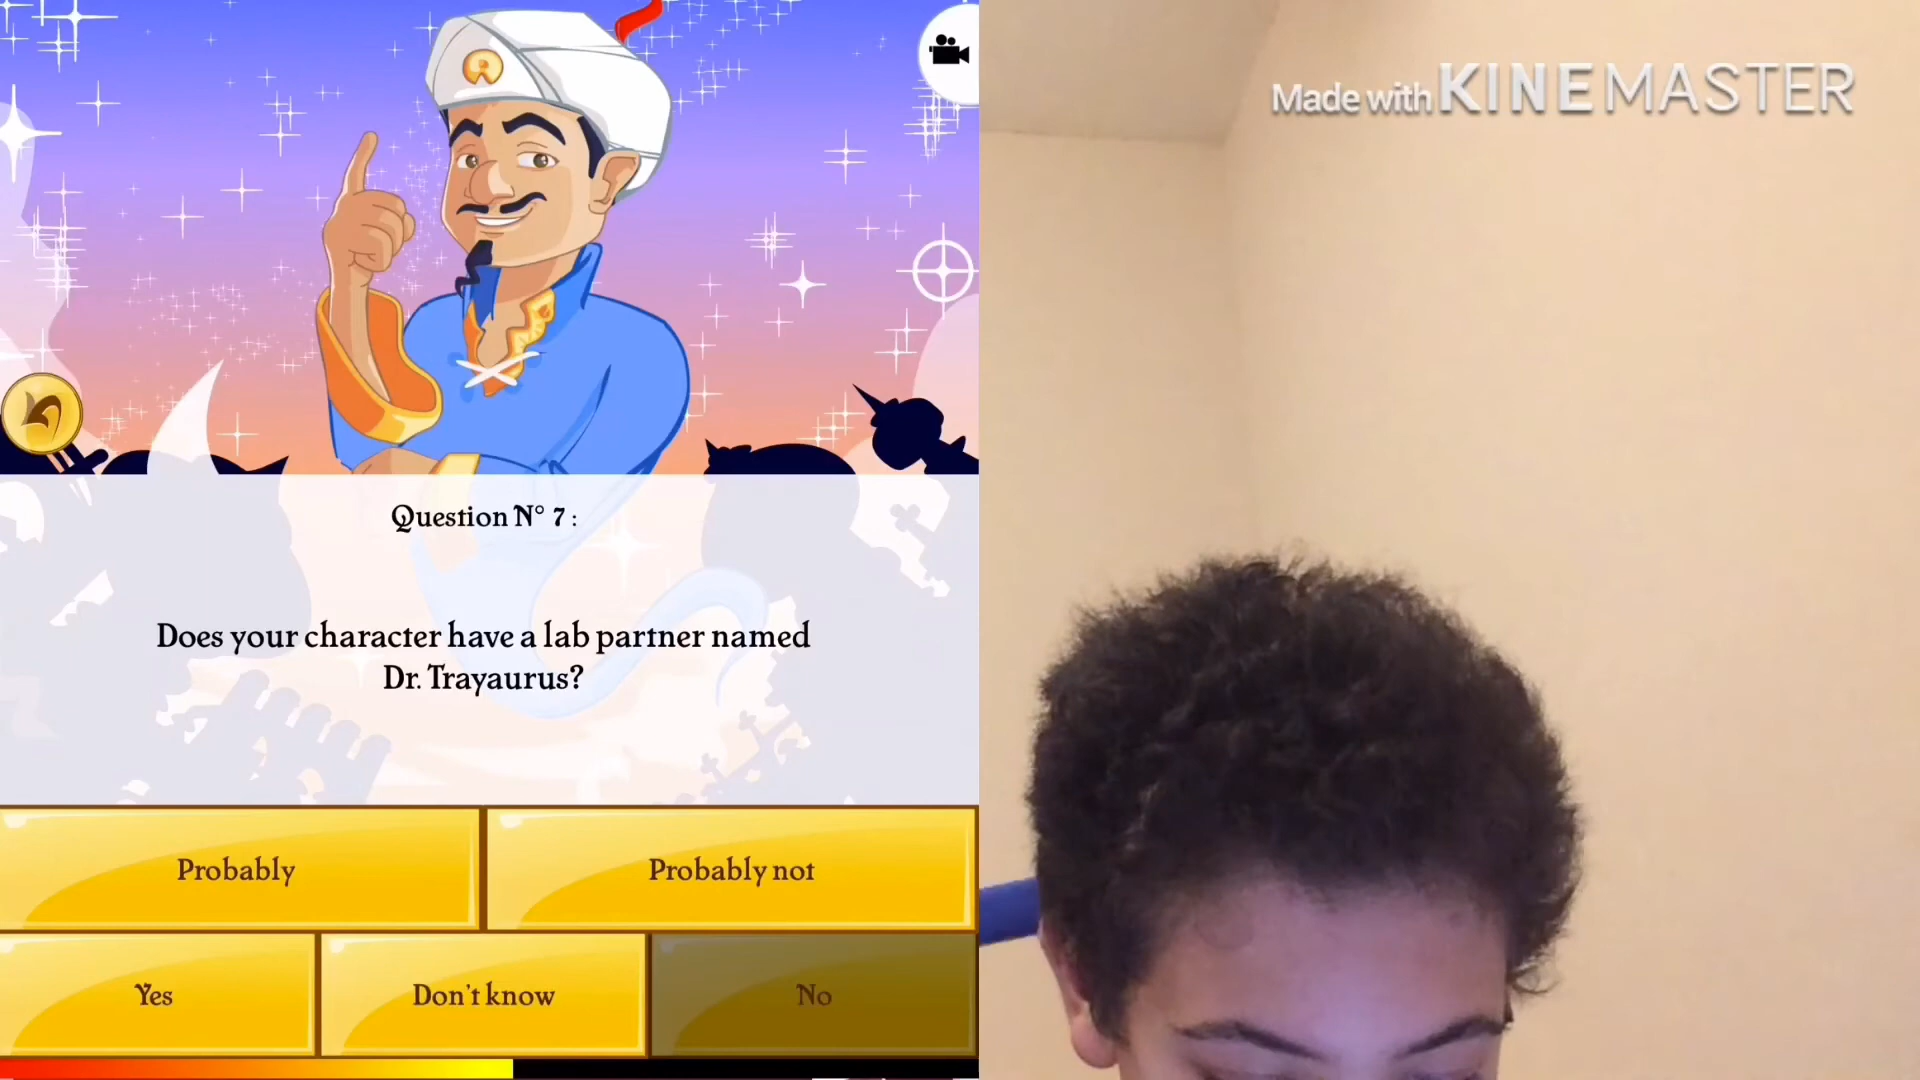 Made with KINEMASTER
Question N° 7 :
Does your character have a lab partner named
Dr. Trayaurus?
Probably
Probably not
Yes
Don't know
No